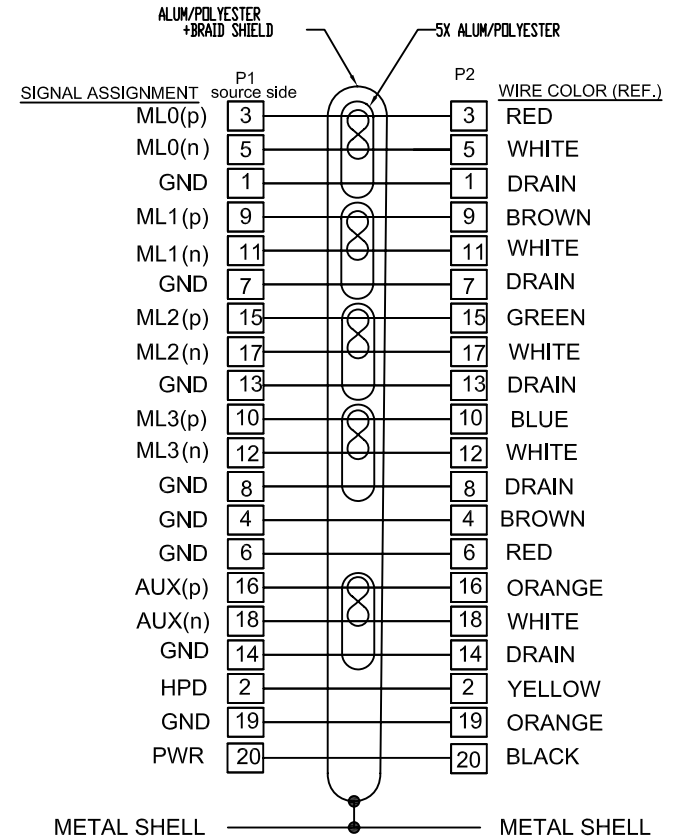 ALUM/POLYESTER
+BRAID SHIELD
5X ALUM/POLYESTER
SIGNAL ASSIGNMENT P1 source side P2 WIRE COLOR (REF.)
ML0(p) 3 3 RED
ML0(n) 5 5 WHITE
GND 1 1 DRAIN
ML1(p) 9 9 BROWN
ML1(n) 11 11 WHITE
GND 7 7 DRAIN
ML2(p) 15 15 GREEN
ML2(n) 17 17 WHITE
GND 13 13 DRAIN
ML3(p) 10 10 BLUE
ML3(n) 12 12 WHITE
GND 8 8 DRAIN
GND 4 4 BROWN
GND 6 6 RED
AUX(p) 16 16 ORANGE
AUX(n) 18 18 WHITE
GND 14 14 DRAIN
HPD 2 2 YELLOW
GND 19 19 ORANGE
PWR 20 20 BLACK
METAL SHELL METAL SHELL